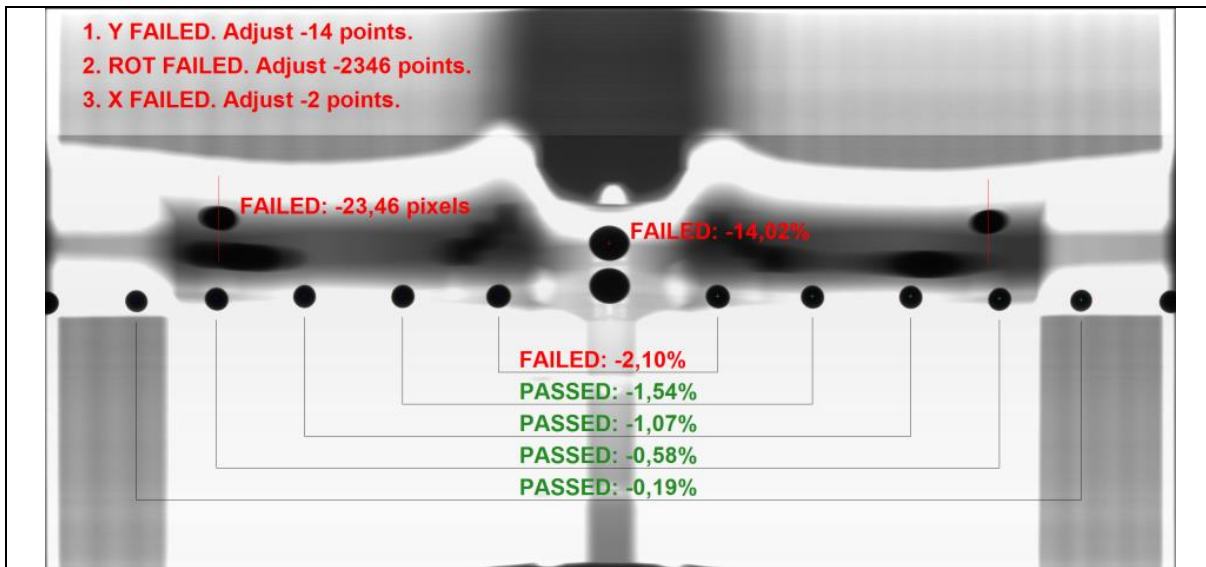 1. Y FAILED. Adjust -14 points.
2. ROT FAILED. Adjust -2346 points.
3. X FAILED. Adjust -2 points.
FAILED: -23,46 pixels
FAILED: -14,02%
FAILED: -2,10%
PASSED: -1,54%
PASSED: -1,07%
PASSED: -0,58%
PASSED: -0,19%